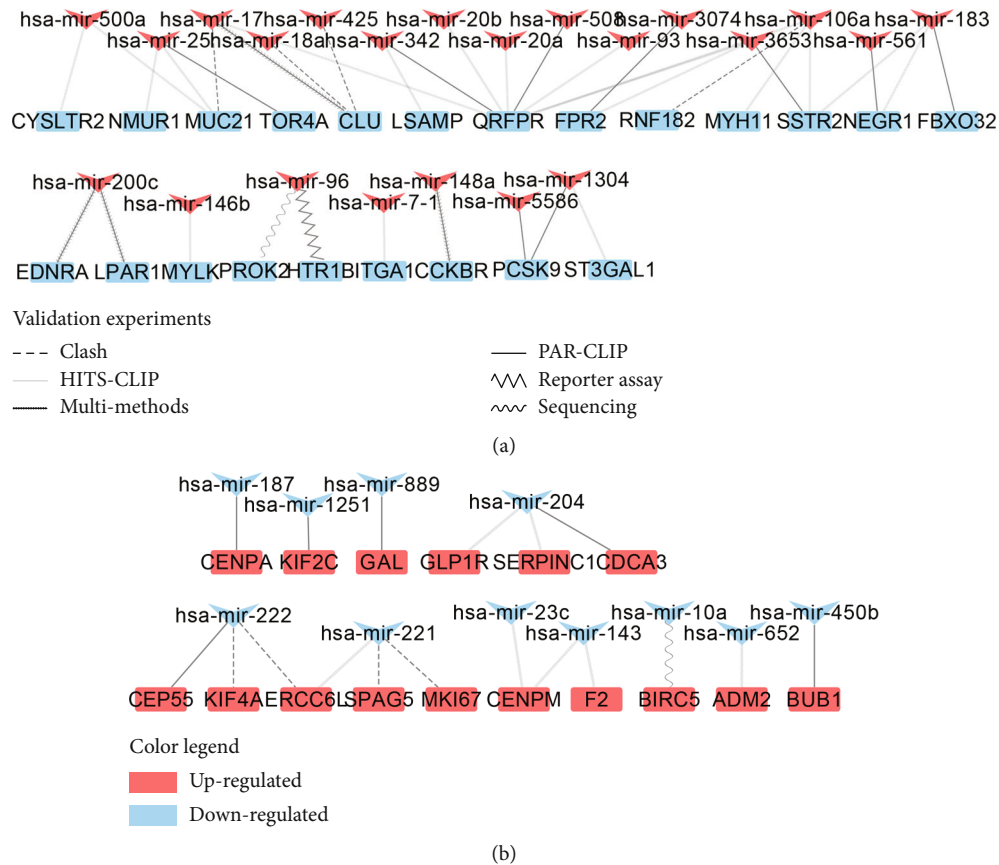 hsa-mir-500a hsa-mir-17 hsa-mir-425 hsa-mir-20b hsa-mir-508 hsa-mir-3074 hsa-mir-106a hsa-mir-183
hsa-mir-25 hsa-mir-18a hsa-mir-342 hsa-mir-20a hsa-mir-93 hsa-mir-3653 hsa-mir-561
CYSLTR2 NMUR1 MUC21 TOR4A CLU LSAMP QRFPR FPR2 RNF182 MYH11 SSTR2 NEGR1 FBXO32
hsa-mir-200c hsa-mir-96 hsa-mir-148a hsa-mir-1304
hsa-mir-146b hsa-mir-7-1 hsa-mir-5586
EDNRA LPAR1 MYLK PROK2 HTR1B ITGA1 CCKBR PCSK9 ST3GAL1
Validation experiments
Clash PAR-CLIP
HITS-CLIP Reporter assay
Multi-methods Sequencing
(a)
hsa-mir-187 hsa-mir-889
hsa-mir-1251 hsa-mir-204
CENPA KIF2C GAL GLP1R SERPINC1 CDCA3
hsa-mir-222 hsa-mir-23c hsa-mir-10a hsa-mir-450b
hsa-mir-221 hsa-mir-143 hsa-mir-652
CEP55 KIF4A ERCC6L SPAG5 MKI67 CENPM F2 BIRC5 ADM2 BUB1
Color legend
Up-regulated
Down-regulated
(b)